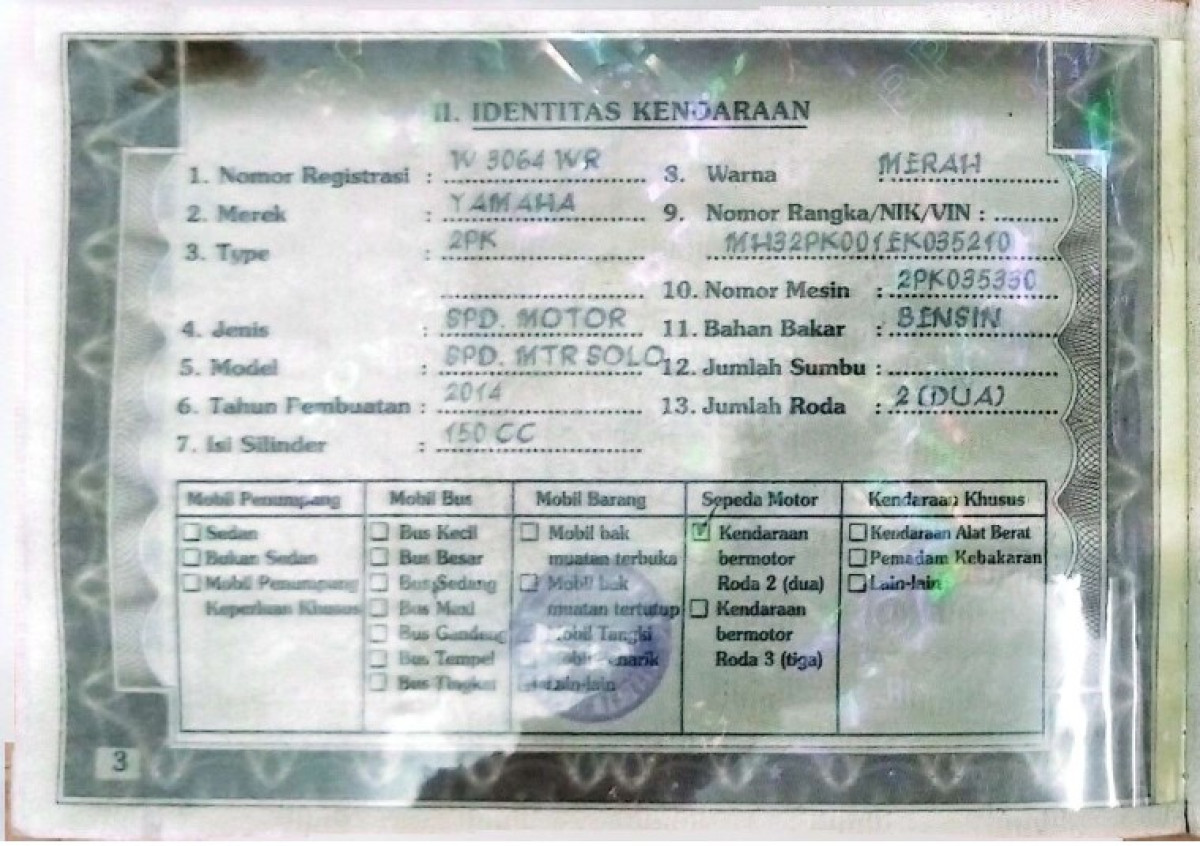 II. IDENTITAS KENDARAAN
1. Nomor Registrasi : W 3064 WR
2. Merek : YAMAHA
3. Type : 2PK
4. Jenis : SPD. MOTOR
5. Model : SPD. MTR SOLO
6. Tahun Pembuatan : 2014
7. Isi Silinder : 150 CC
8. Warna MERAH
9. Nomor Rangka/NIK/VIN :
MH32PK001EK035210
10. Nomor Mesin : 2PK035330
11. Bahan Bakar : BENSIN
12. Jumlah Sumbu :
13. Jumlah Roda : 2 (DUA)
Mobil Penumpang
Sedan
Bukan Sedan
Mobil Penumpang
Keperluan Khusus
Mobil Bus
Bus Kecil
Bus Besar
Bus Sedang
Bus Maxi
Bus Gandeng
Bus Tempel
Bus Tingkat
Mobil Barang
Mobil bak
muatan terbuka
Mobil bak
muatan tertutup
Mobil Tangki
Mobil Penarik
Lain-lain
Sepeda Motor
Kendaraan
bermotor
Roda 2 (dua)
Kendaraan
bermotor
Roda 3 (tiga)
Kendaraan Khusus
Kendaraan Alat Berat
Pemadam Kebakaran
Lain-lain
3